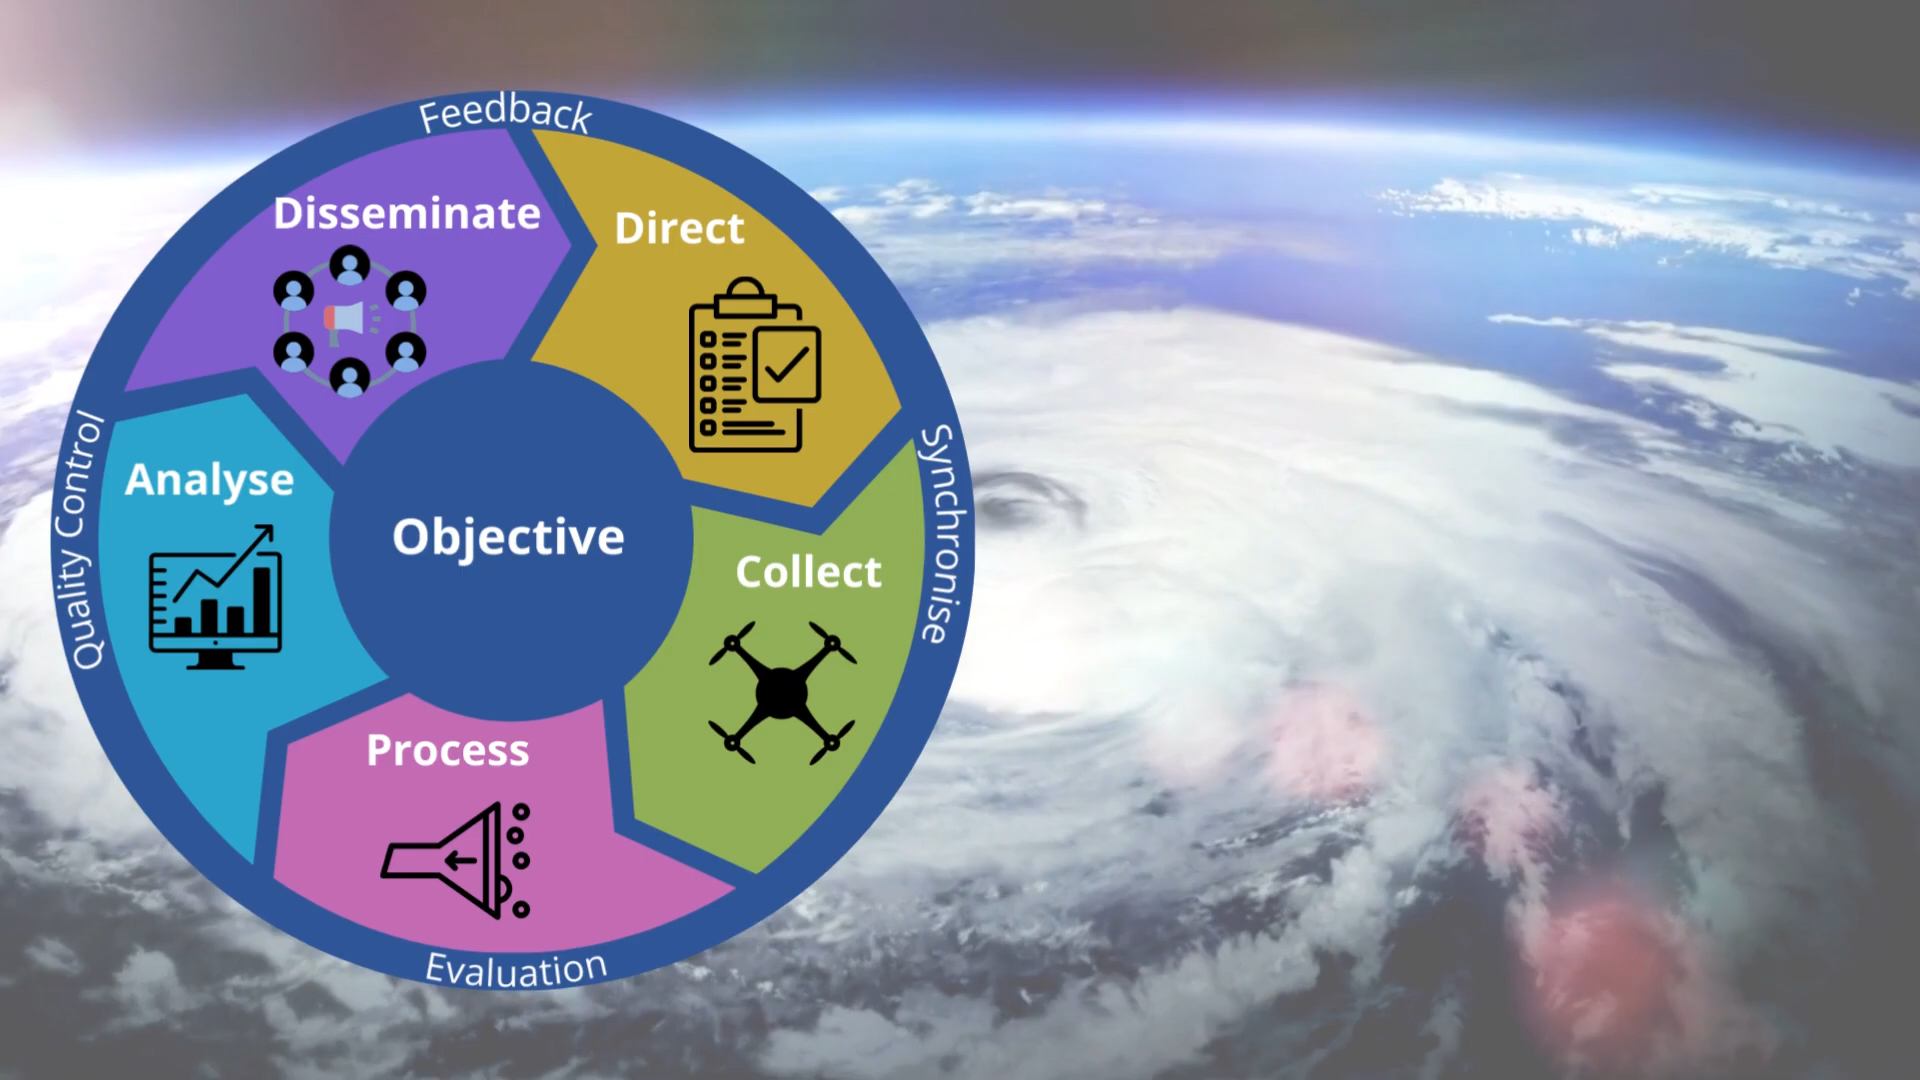 Feedback
Disseminate
Direct
Quality Control
Synchronise
Analyse
Objective
Collect
Process
Evaluation